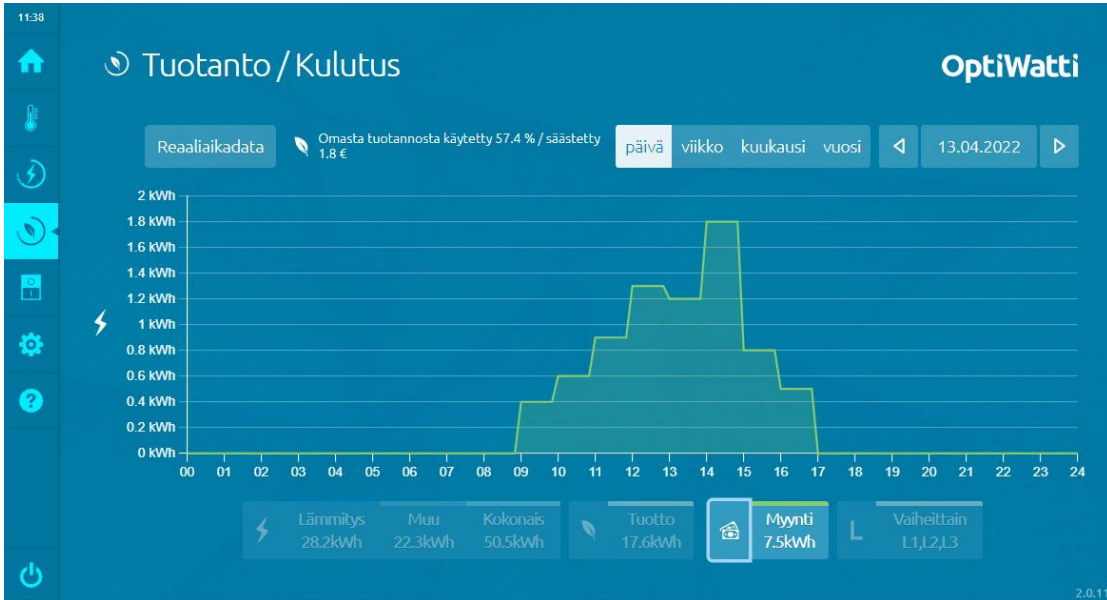 11:38
Tuotanto / Kulutus
OptiWatti
Reaaliaikadata
Omasta tuotannosta käytetty 57.4 % / säästetty
1.8 €
päivä viikko kuukausi vuosi
13.04.2022
2 kWh
1.8 kWh
1.6 kWh
1.4 kWh
1.2 kWh
1 kWh
0.8 kWh
0.6 kWh
0.4 kWh
0.2 kWh
0 kWh
00 01 02 03 04 05 06 07 08 09 10 11 12 13 14 15 16 17 18 19 20 21 22 23 24
Lämmitys Muu Kokonais Tuotto Myynti L Vaiheittain
28.2kWh 22.3kWh 50.5kWh 17.6kWh 7.5kWh L1,L2,L3
2.0.11